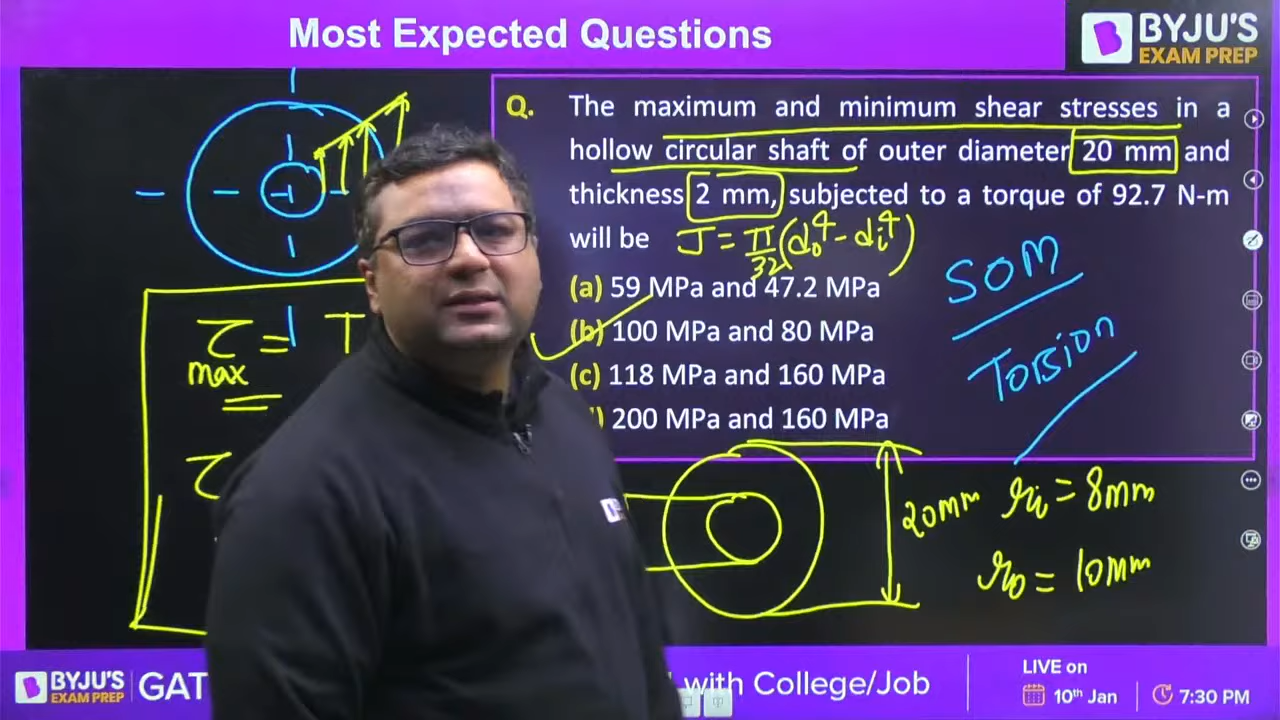 Most Expected Questions
BYJU'S
EXAM PREP
Q. The maximum and minimum shear stresses in a
hollow circular shaft of outer diameter 20 mm and
thickness 2 mm, subjected to a torque of 92.7 N-m
will be J = π/32 (do⁴ - di⁴)
(a) 59 MPa and 47.2 MPa
(b) 100 MPa and 80 MPa
(c) 118 MPa and 160 MPa
200 MPa and 160 MPa
SOM
Torsion
τmax = T
τ
20mm
ri = 8mm
ro = 10mm
BYJU'S
EXAM PREP
GAT
with College/Job
LIVE on
10th Jan
7:30 PM